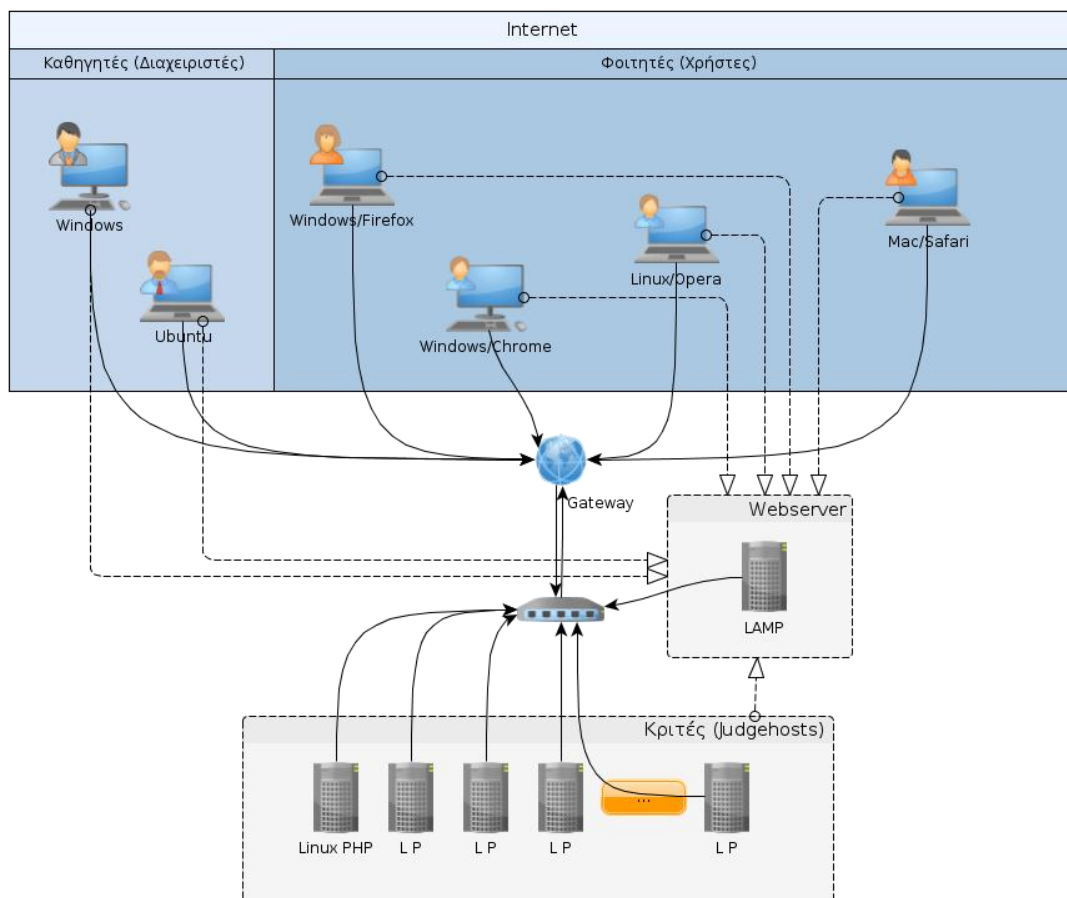 Internet
Καθηγητές (Διαχειριστές)
Φοιτητές (Χρήστες)
Windows
Ubuntu
Windows/Firefox
Windows/Chrome
Linux/Opera
Mac/Safari
Gateway
Webserver
LAMP
Κριτές (Judgehosts)
...
Linux PHP
L P
L P
L P
L P